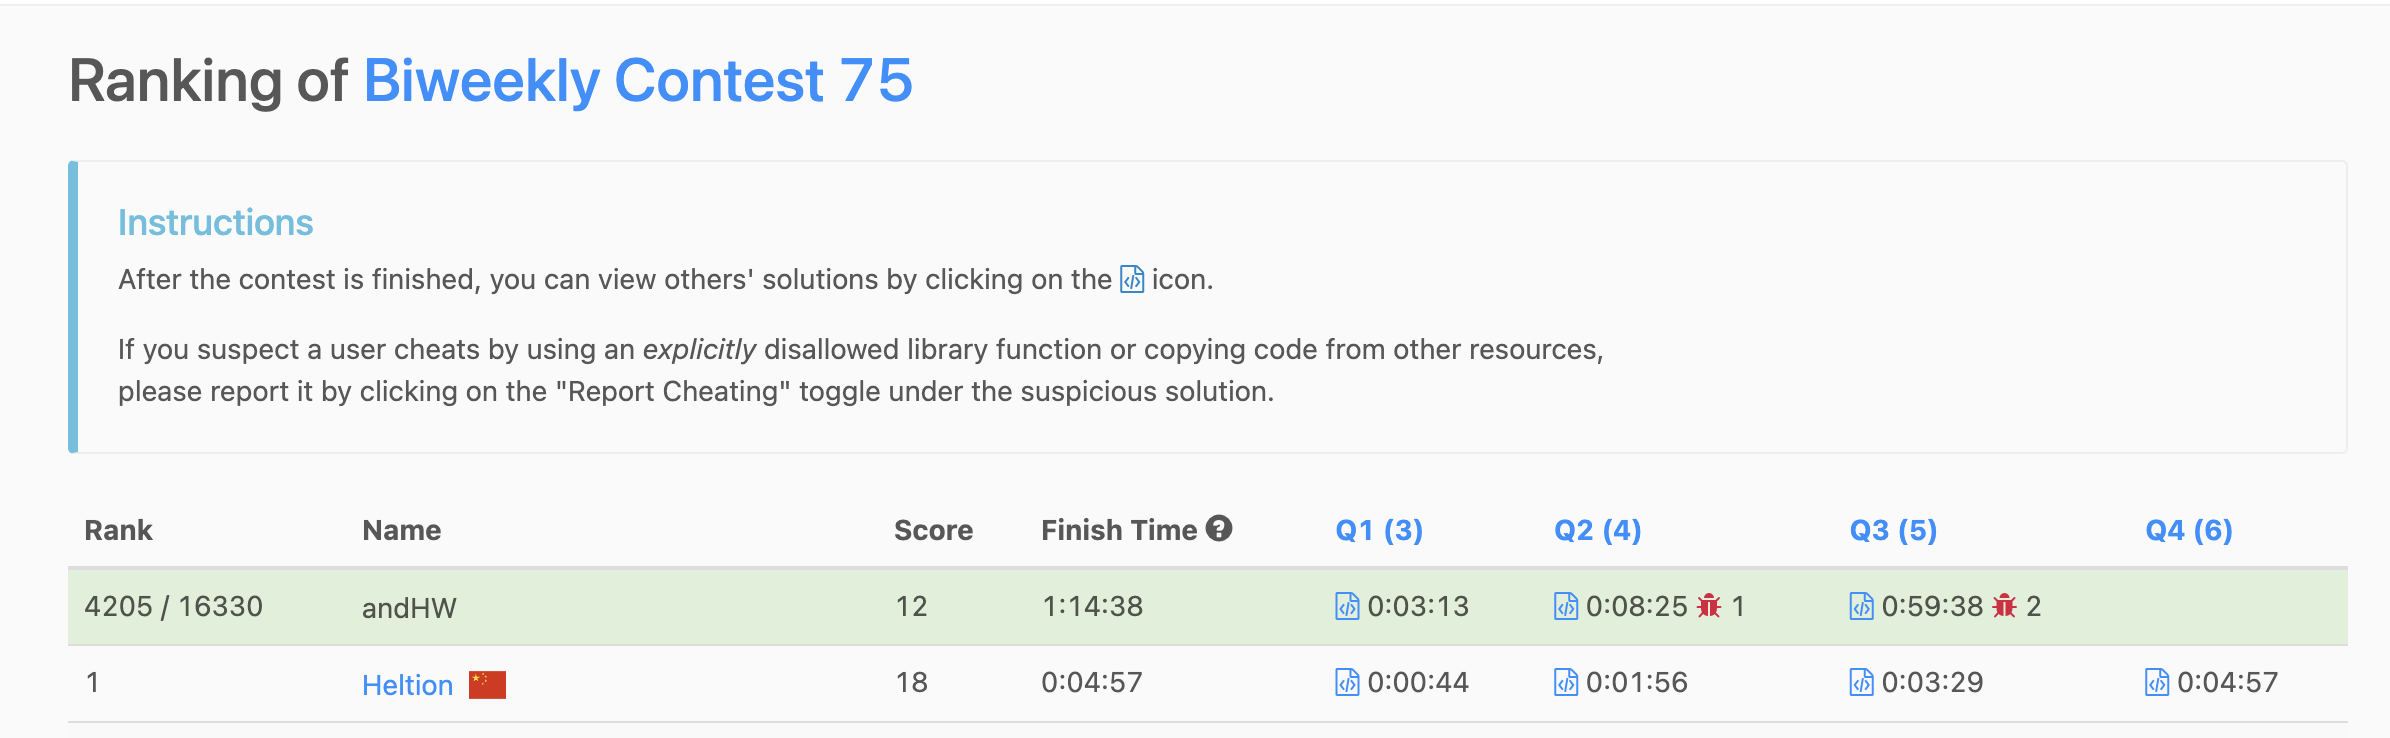 Ranking of Biweekly Contest 75
Instructions
After the contest is finished, you can view others' solutions by clicking on the icon.
If you suspect a user cheats by using an explicitly disallowed library function or copying code from other resources,
please report it by clicking on the "Report Cheating" toggle under the suspicious solution.
Rank Name Score Finish Time Q1 (3) Q2 (4) Q3 (5) Q4 (6)
4205 / 16330 andHW 12 1:14:38 0:03:13 0:08:25 1 0:59:38 2
1 Heltion 18 0:04:57 0:00:44 0:01:56 0:03:29 0:04:57